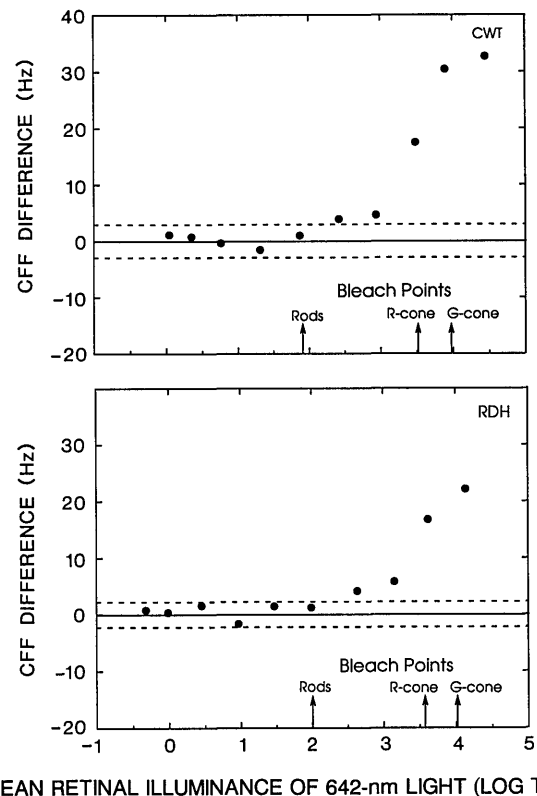 40
CWT
30
20
10
0
Bleach Points
-10
Rods R-cone G-cone
-20
CFF DIFFERENCE (Hz)
RDH
30
20
10
0
Bleach Points
-10
Rods R-cone G-cone
-20
CFF DIFFERENCE (Hz)
-1 0 1 2 3 4 5
EAN RETINAL ILLUMINANCE OF 642-nm LIGHT (LOG T